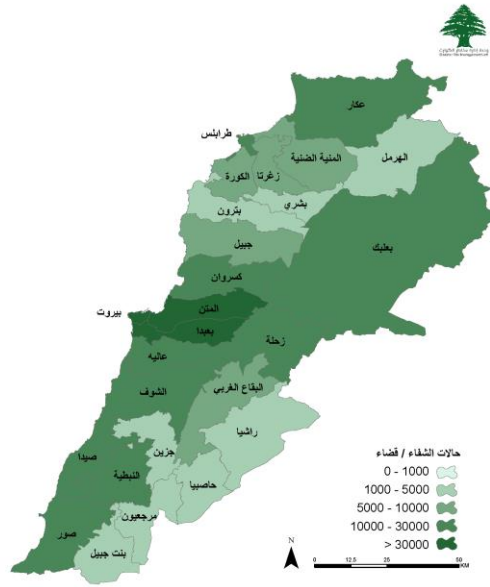 عكار
طرابلس
المنية الضنية
زغرتا
الكورة
الهرمل
بشري
بترون
جبيل
بعلبك
كسروان
المتن
بيروت
بعبدا
زحلة
عاليه
الشوف
البقاع الغربي
راشيا
جزين
صيدا
النبطية
حاصبيا
مرجعيون
صور
بنت جبيل
حالات الشفاء / قضاء
0 - 1000
1000 - 5000
5000 - 10000
10000 - 30000
> 30000
N
0 12.5 25 50
KM